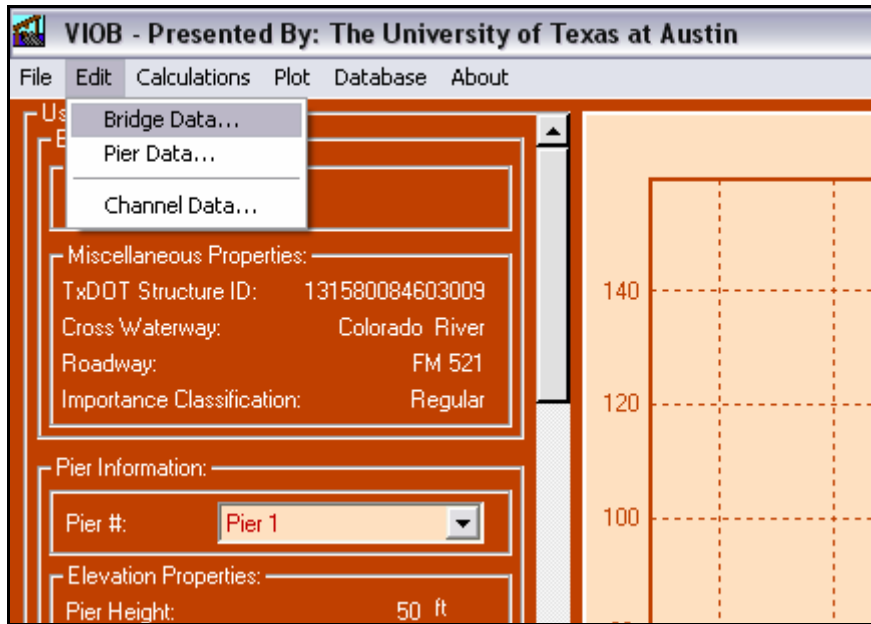 VIOB - Presented By: The University of Texas at Austin
File Edit Calculations Plot Database About
Bridge Data...
Pier Data...
Channel Data...
Miscellaneous Properties:
TxDOT Structure ID: 131580084603009
Cross Waterway: Colorado River
Roadway: FM 521
Importance Classification: Regular
Pier Information:
Pier #: Pier 1
Elevation Properties:
Pier Height: 50 ft
140
120
100